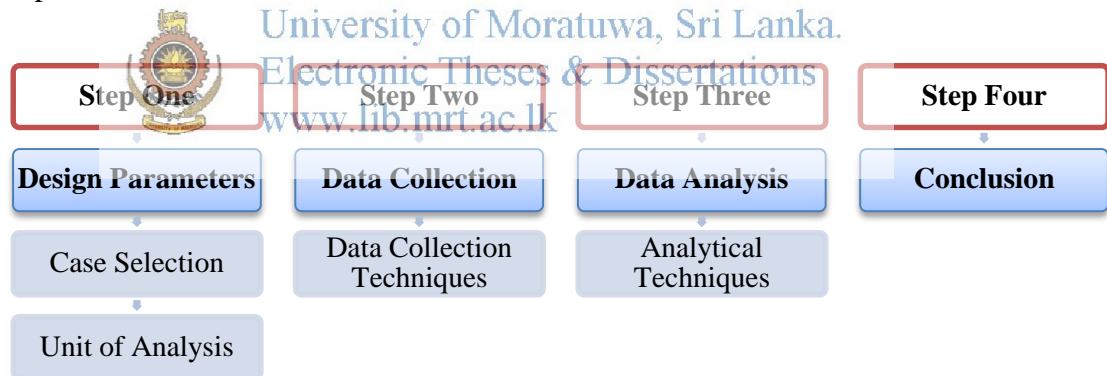 University of Moratuwa, Sri Lanka.
Electronic Theses & Dissertations
www.lib.mrt.ac.lk
Step One
Step Two
Step Three
Step Four
Design Parameters
Data Collection
Data Analysis
Conclusion
Case Selection
Data Collection
Techniques
Analytical
Techniques
Unit of Analysis